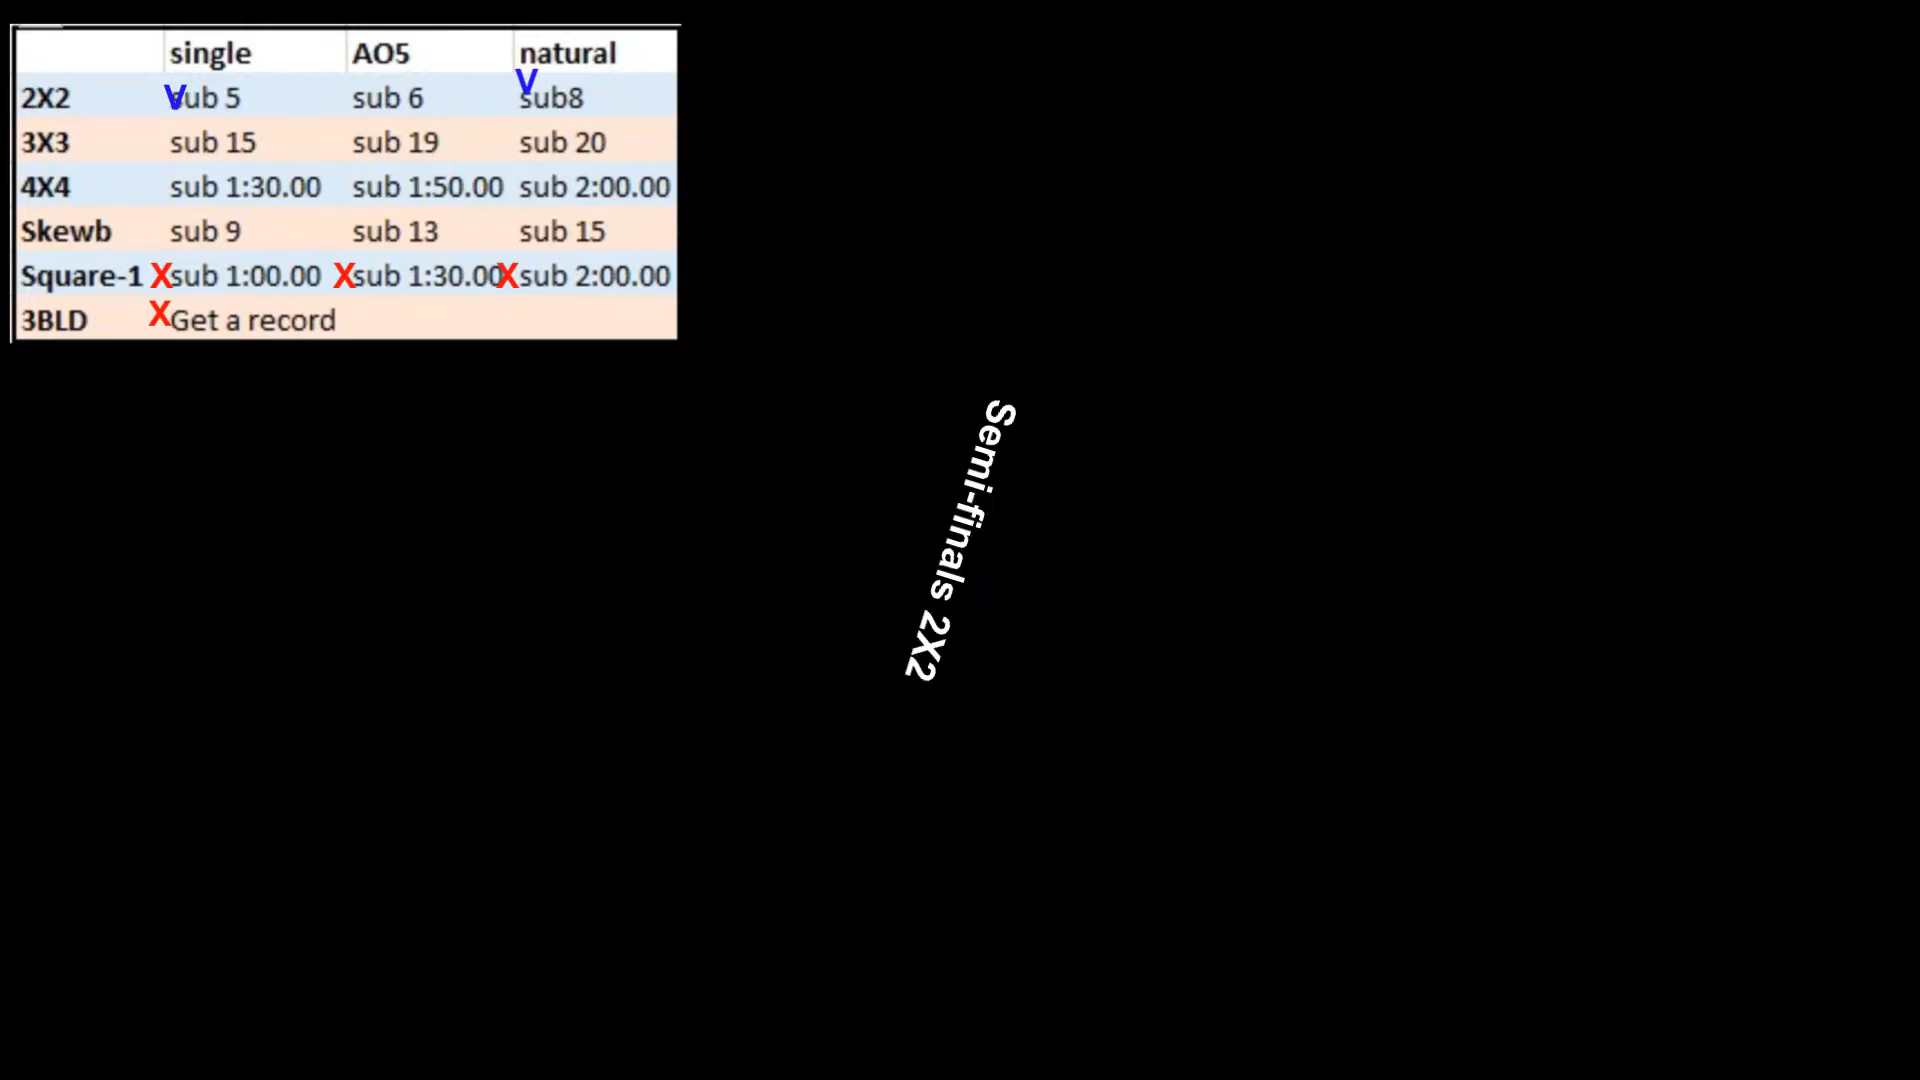 single AO5 natural
2X2 V sub 5 sub 6 V sub8
3X3 sub 15 sub 19 sub 20
4X4 sub 1:30.00 sub 1:50.00 sub 2:00.00
Skewb sub 9 sub 13 sub 15
Square-1 X sub 1:00.00 X sub 1:30.00 X sub 2:00.00
3BLD X Get a record
Semi-finals 2X2